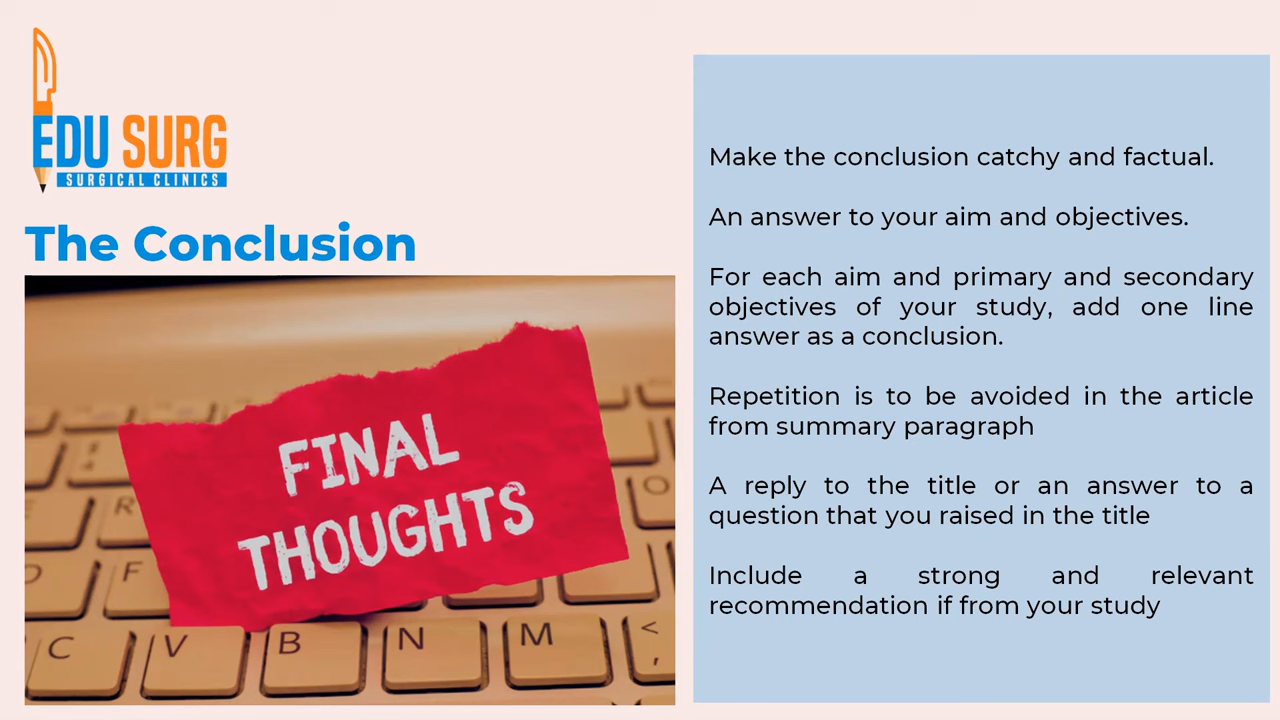 EDU SURG
SURGICAL CLINICS
The Conclusion
FINAL
THOUGHTS
R
O
D
F
C
V
B
N
M
<
,
Make the conclusion catchy and factual.
An answer to your aim and objectives.
For each aim and primary and secondary
objectives of your study, add one line
answer as a conclusion.
Repetition is to be avoided in the article
from summary paragraph
A reply to the title or an answer to a
question that you raised in the title
Include a strong and relevant
recommendation if from your study